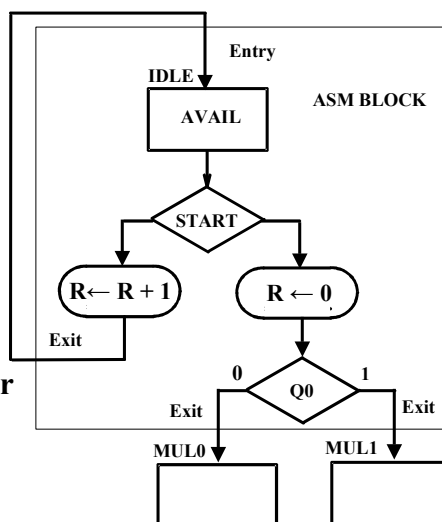 Entry
IDLE
ASM BLOCK
AVAIL
START
R← R + 1
R ← 0
Exit
r
0
1
Q0
Exit
Exit
MUL0
MUL1